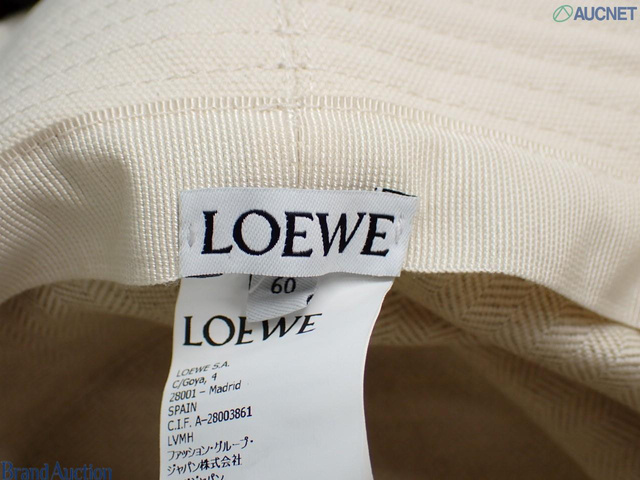 AUCNET
LOEWE
60
LOEWE
LOEWE S.A.
C/Goya, 4
28001 - Madrid
SPAIN
C.I.F. A-28003861
LVMH
ファッション・グループ・
ジャパン株式会社
Brand Auction